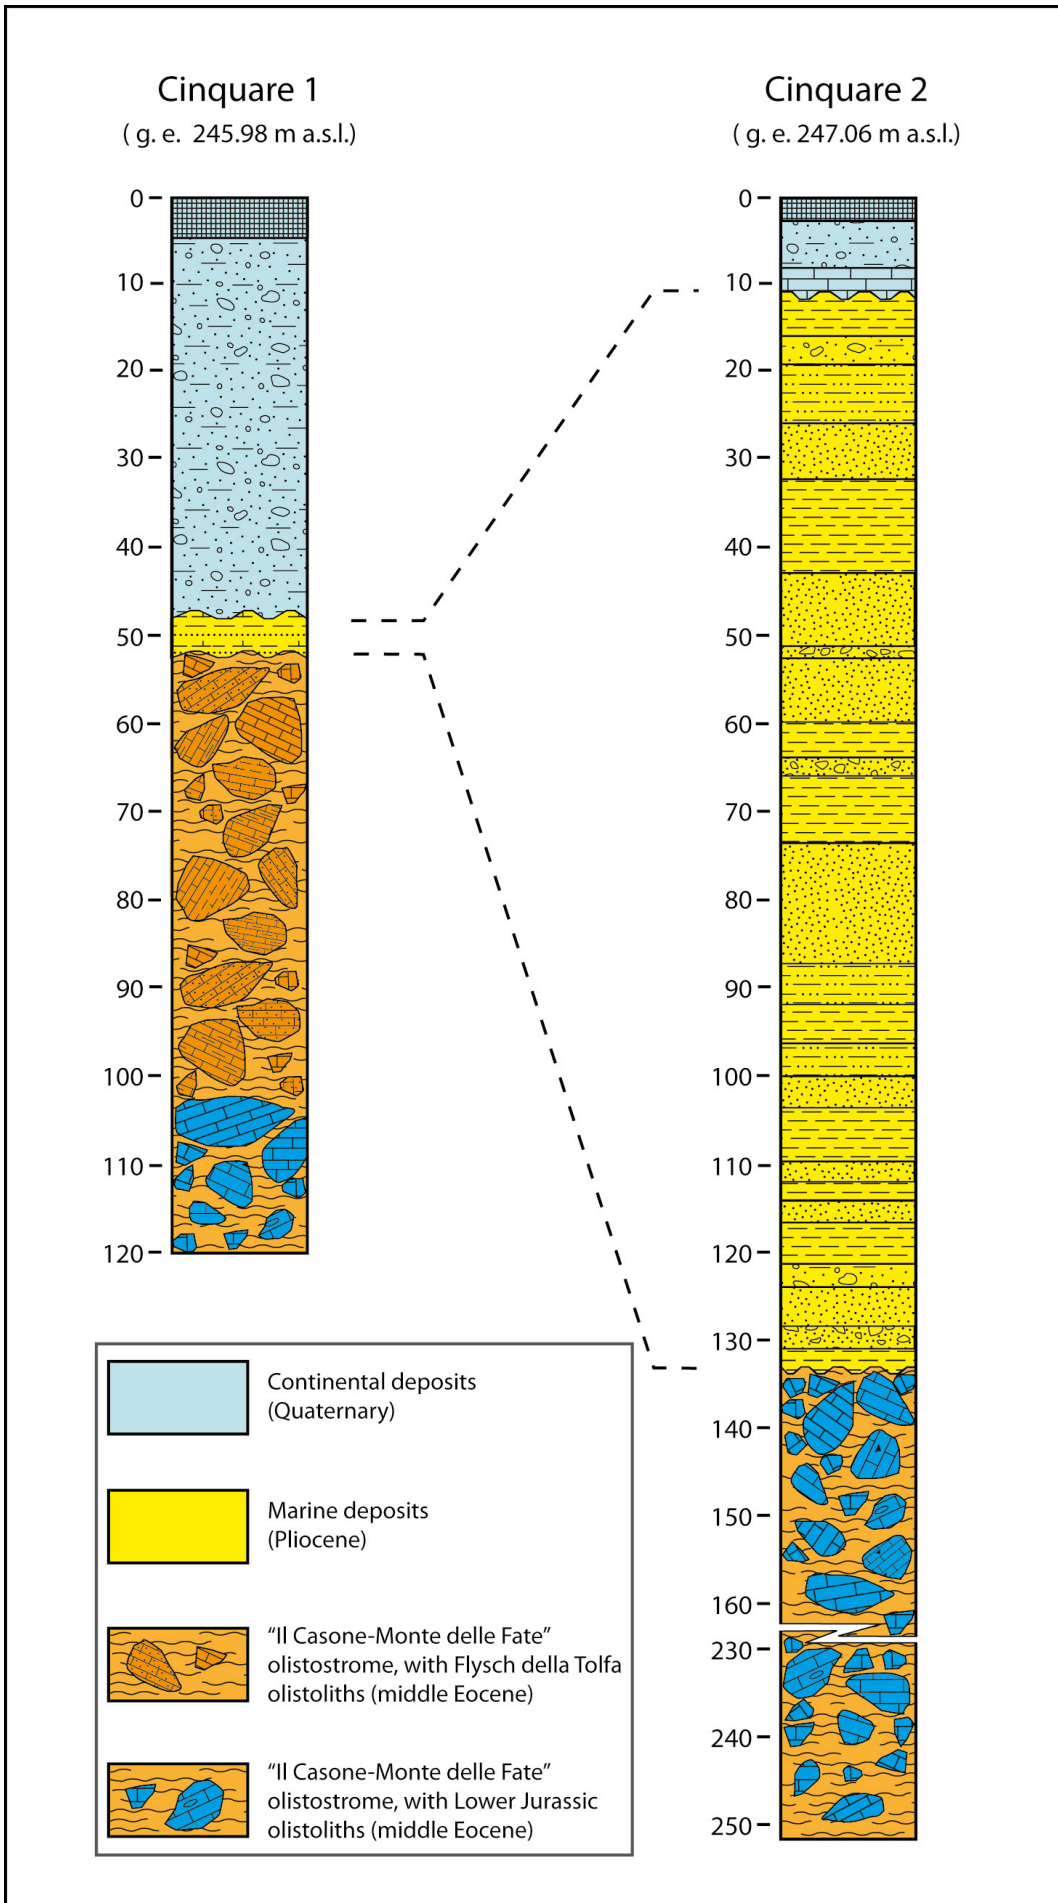 Cinquare 1
( g. e. 245.98 m a.s.l.)
0
10
20
30
40
50
60
70
80
90
100
110
120
Cinquare 2
( g. e. 247.06 m a.s.l.)
0
10
20
30
40
50
60
70
80
90
100
110
120
130
140
150
160
230
240
250
Continental deposits
(Quaternary)
Marine deposits
(Pliocene)
“Il Casone-Monte delle Fate”
olistostrome, with Flysch della Tolfa
olistoliths (middle Eocene)
“Il Casone-Monte delle Fate”
olistostrome, with Lower Jurassic
olistoliths (middle Eocene)